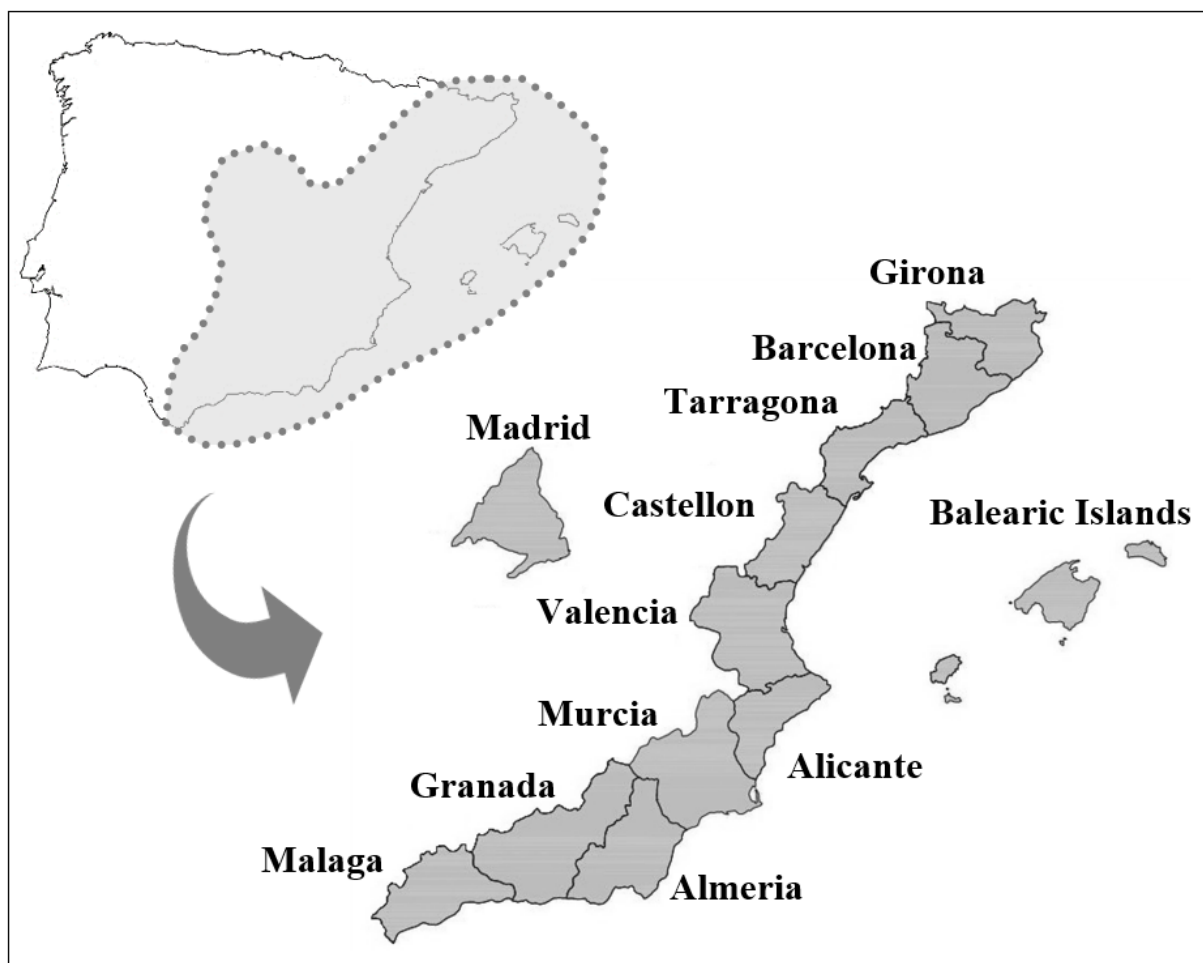 Girona
Barcelona
Tarragona
Madrid
Castellon
Balearic Islands
Valencia
Murcia
Alicante
Granada
Malaga
Almeria